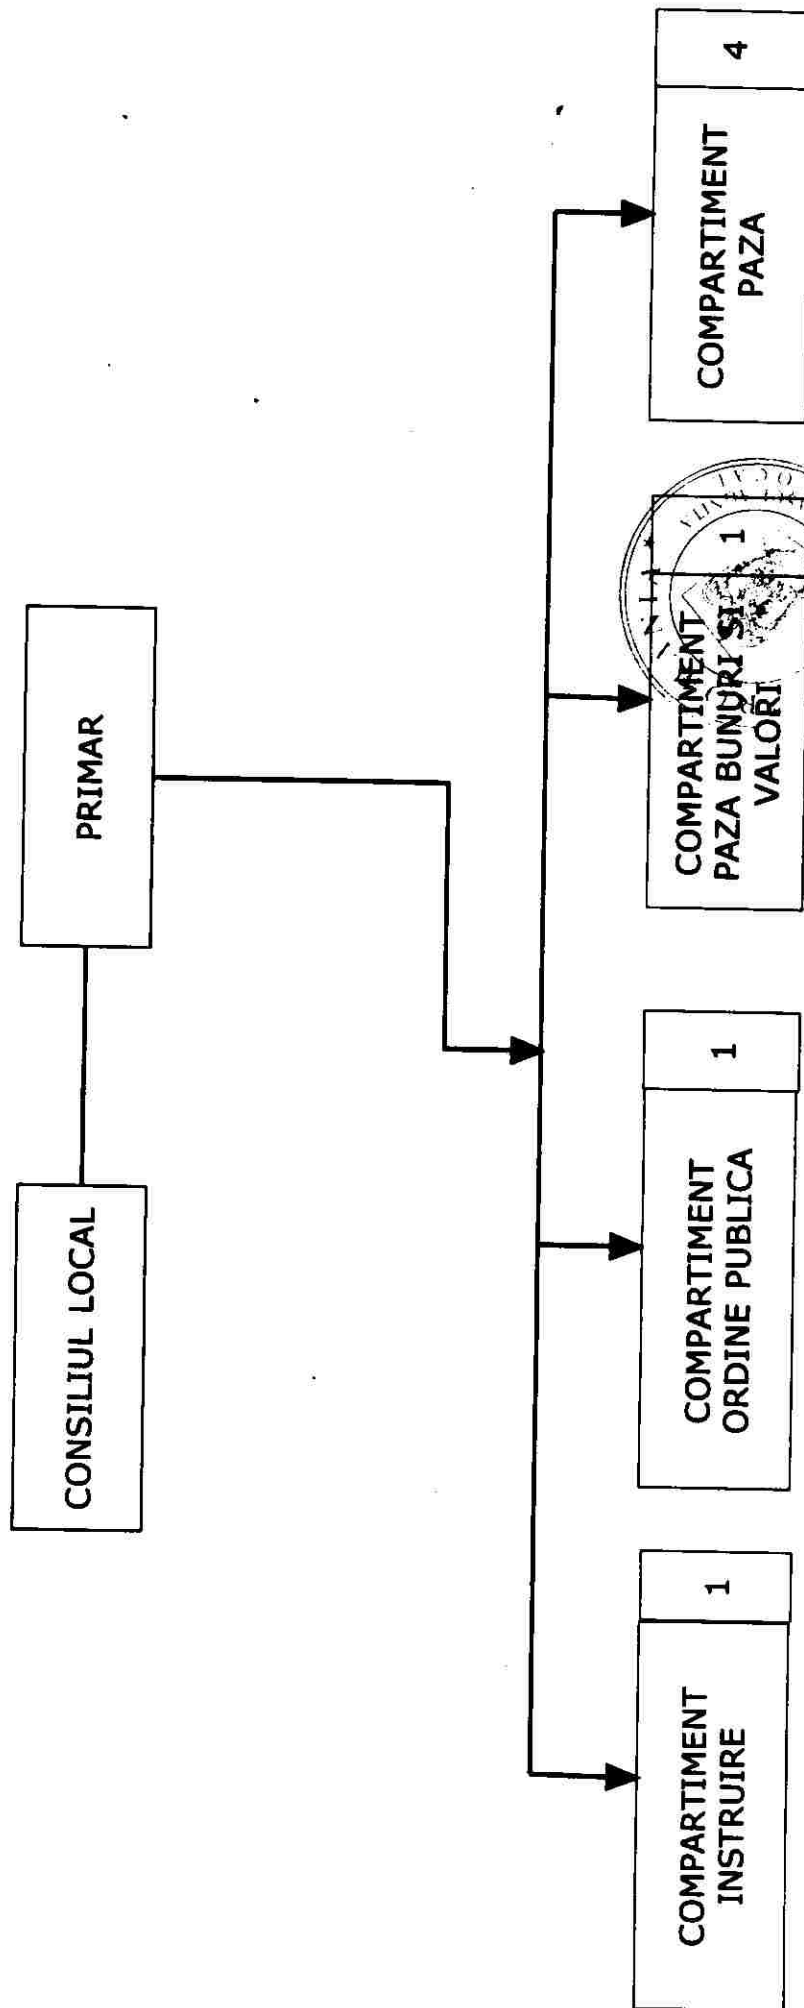 CONSILIUL LOCAL
PRIMAR
COMPARTIMENT
INSTRUIRE
1
COMPARTIMENT
ORDINE PUBLICA
1
COMPARTIMENT
PAZA BUNURI SI
VALORI
1
COMPARTIMENT
PAZA
4